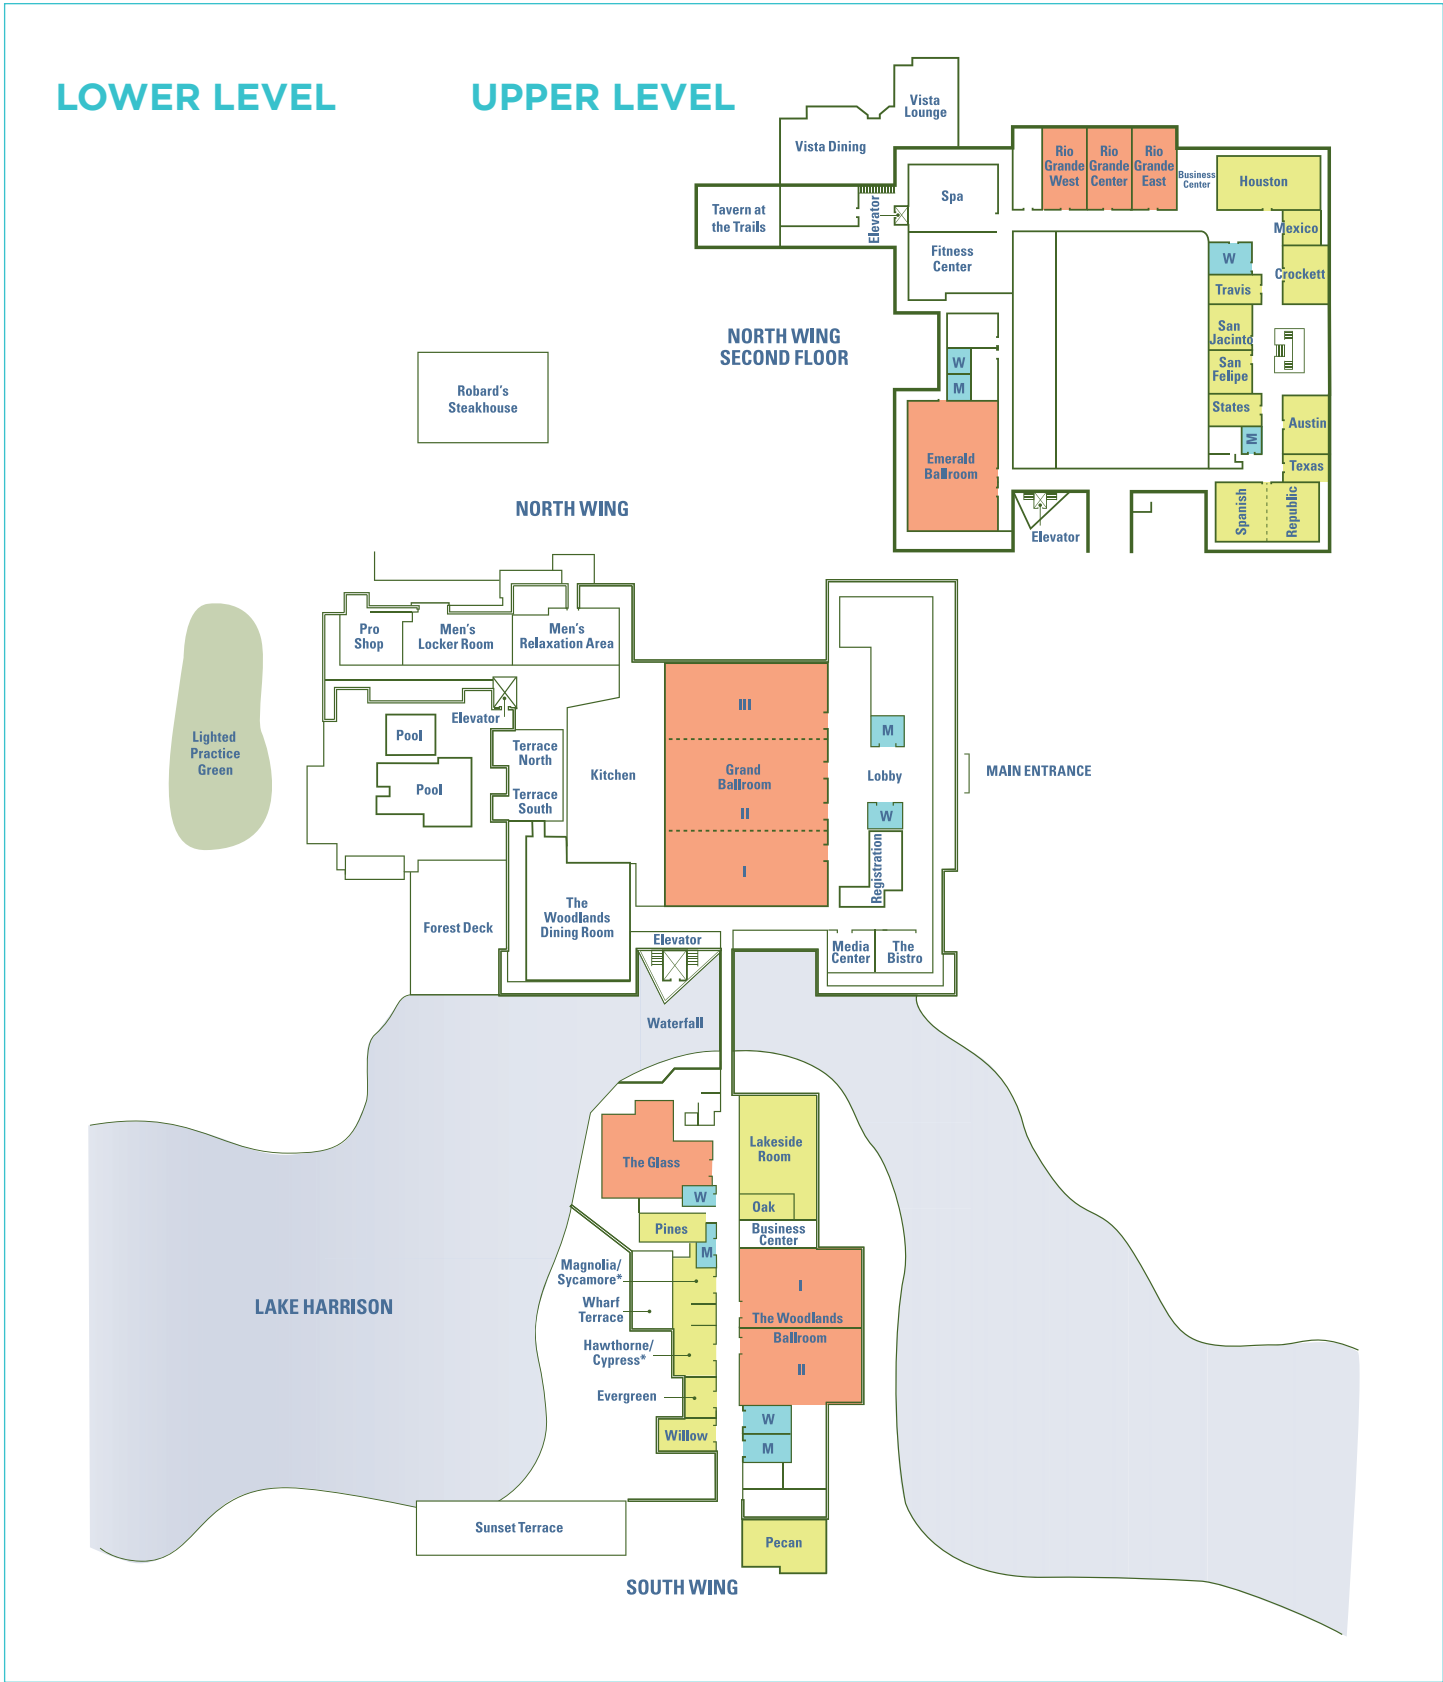 LOWER LEVEL
UPPER LEVEL
Vista
Lounge
Vista Dining
Tavern at
the Trails
Elevator
Spa
Fitness
Center
Rio
Grande
West
Rio
Grande
Center
Rio
Grande
East
Business
Center
Houston
Mexico
Crockett
W
Travis
San
Jacinto
San
Felipe
States
M
Austin
Texas
Spanish
Republic
NORTH WING
SECOND FLOOR
W
M
Emerald
Ballroom
Elevator
Robard's
Steakhouse
NORTH WING
Pro
Shop
Men's
Locker Room
Men's
Relaxation Area
Lighted
Practice
Green
Elevator
Pool
Pool
Terrace
North
Terrace
South
Kitchen
III
Grand
Ballroom
II
I
M
Lobby
W
Registration
MAIN ENTRANCE
Forest Deck
The
Woodlands
Dining Room
Elevator
Media
Center
The
Bistro
Waterfall
Lakeside
Room
The Glass
W
Oak
Pines
Business
Center
M
Magnolia/
Sycamore*
Wharf
Terrace
Hawthorne/
Cypress*
Evergreen
Willow
I
The Woodlands
Ballroom
II
W
M
LAKE HARRISON
Sunset Terrace
Pecan
SOUTH WING